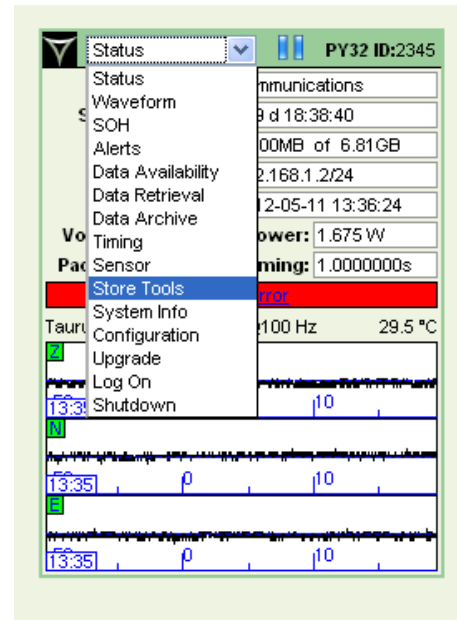 Status PY32 ID:2345
Status
Waveform
SOH
Alerts
Data Availability
Data Retrieval
Data Archive
Timing
Sensor
Store Tools
System Info
Configuration
Upgrade
Log On
Shutdown
mmunications
d 18:38:40
00MB of 6.81GB
2.168.1.2/24
12-05-11 13:36:24
Vo ower: 1.675 W
Pac ming: 1.0000000s
error
Tauru 100 Hz 29.5 °C
Z
13:35 10
N
13:35 0 10
E
13:35 0 10